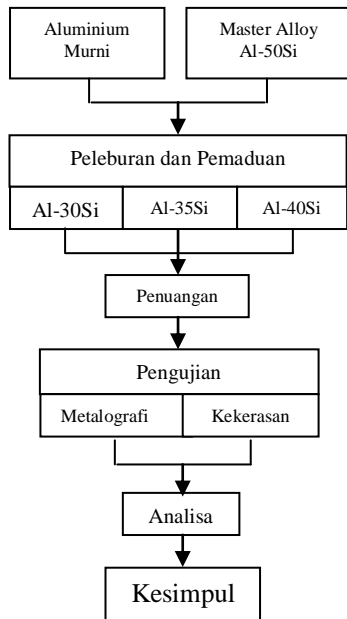 Aluminium
Murni
Master Alloy
Al-50Si
Peleburan dan Pemaduan
Al-30Si
Al-35Si
Al-40Si
Penuangan
Pengujian
Metalografi
Kekerasan
Analisa
Kesimpul